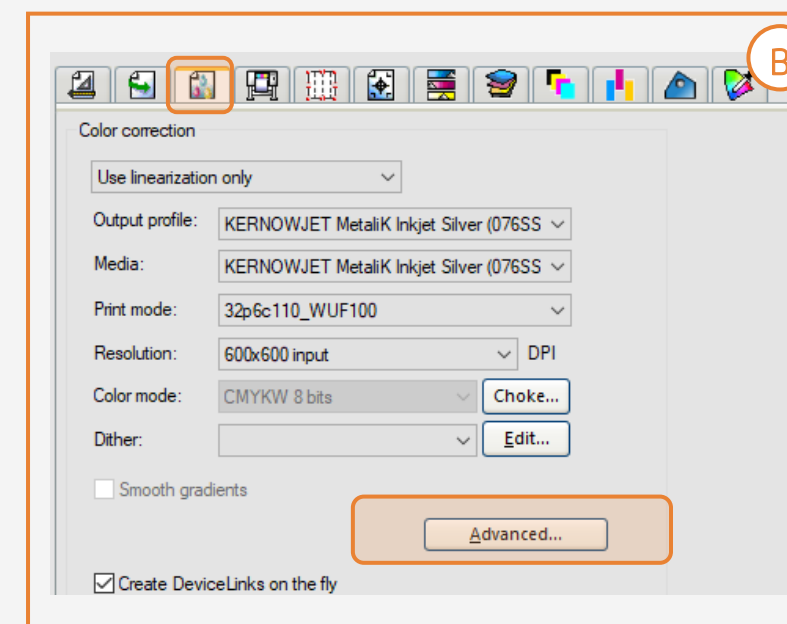 B
Color correction
Use linearization only
Output profile: KERNOWJET MetaliK Inkjet Silver (076SS
Media: KERNOWJET MetaliK Inkjet Silver (076SS
Print mode: 32p6c110_WUF100
Resolution: 600x600 input DPI
Color mode: CMYKW 8 bits Choke...
Dither: Edit...
Smooth gradients
Advanced...
Create DeviceLinks on the fly